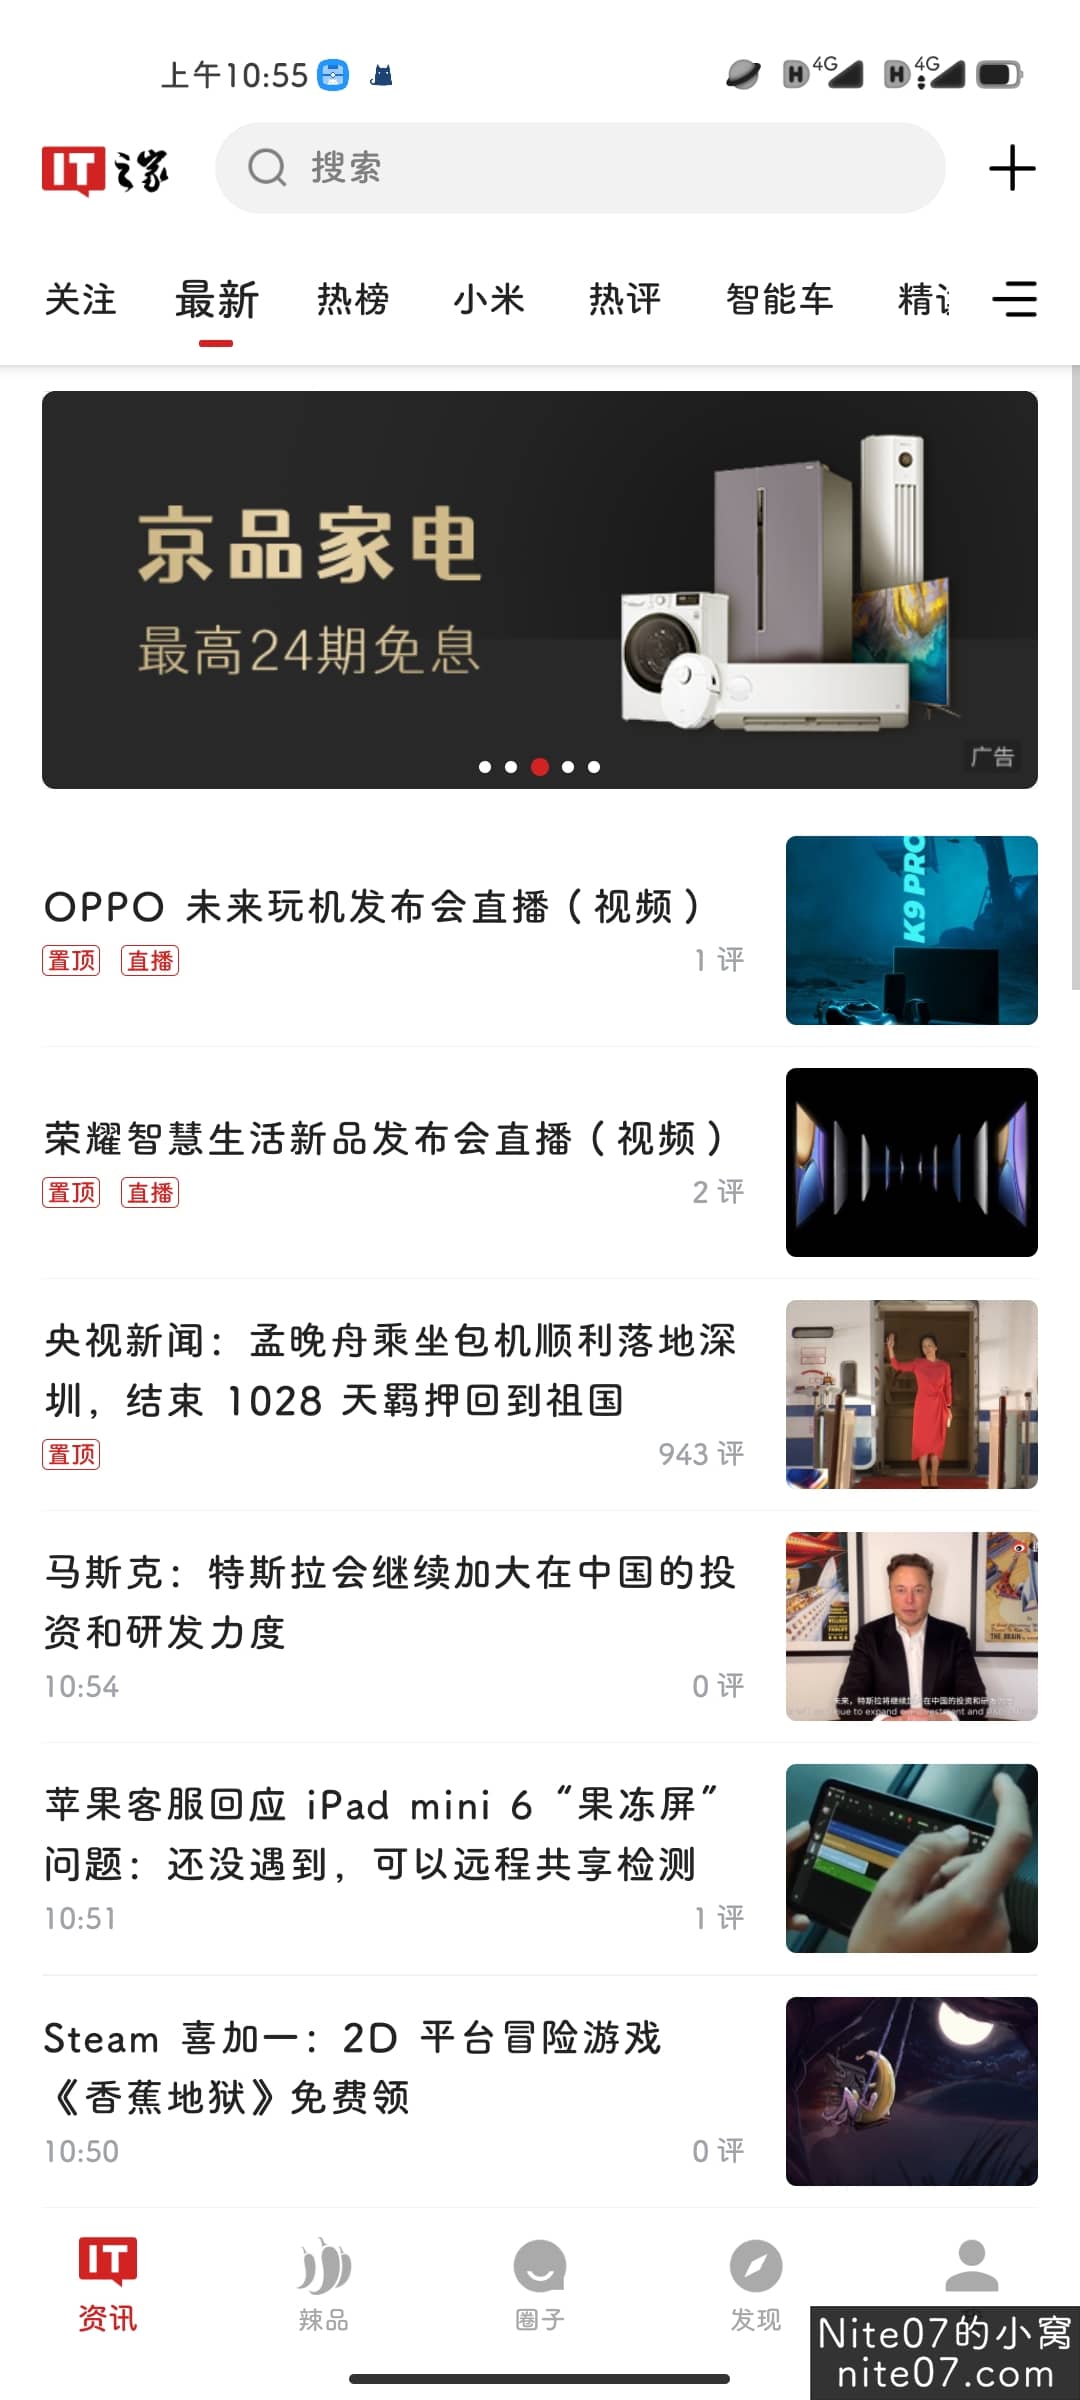 上午10:55
4G
4G
IT之家
搜索
关注 最新 热榜 小米 热评 智能车
京品家电
最高24期免息
广告
OPPO 未来玩机发布会直播（视频）
置顶 直播 1 评
K9 PRO
荣耀智慧生活新品发布会直播（视频）
置顶 直播 2 评
央视新闻：孟晚舟乘坐包机顺利落地深
圳，结束 1028 天羁押回到祖国
置顶 943 评
马斯克：特斯拉会继续加大在中国的投
资和研发力度
10:54 0 评
苹果客服回应 iPad mini 6 “果冻屏”
问题：还没遇到，可以远程共享检测
10:51 1 评
Steam 喜加一：2D 平台冒险游戏
《香蕉地狱》免费领
10:50 0 评
IT
资讯 辣品 圈子 发现
Nite07的小窝
nite07.com